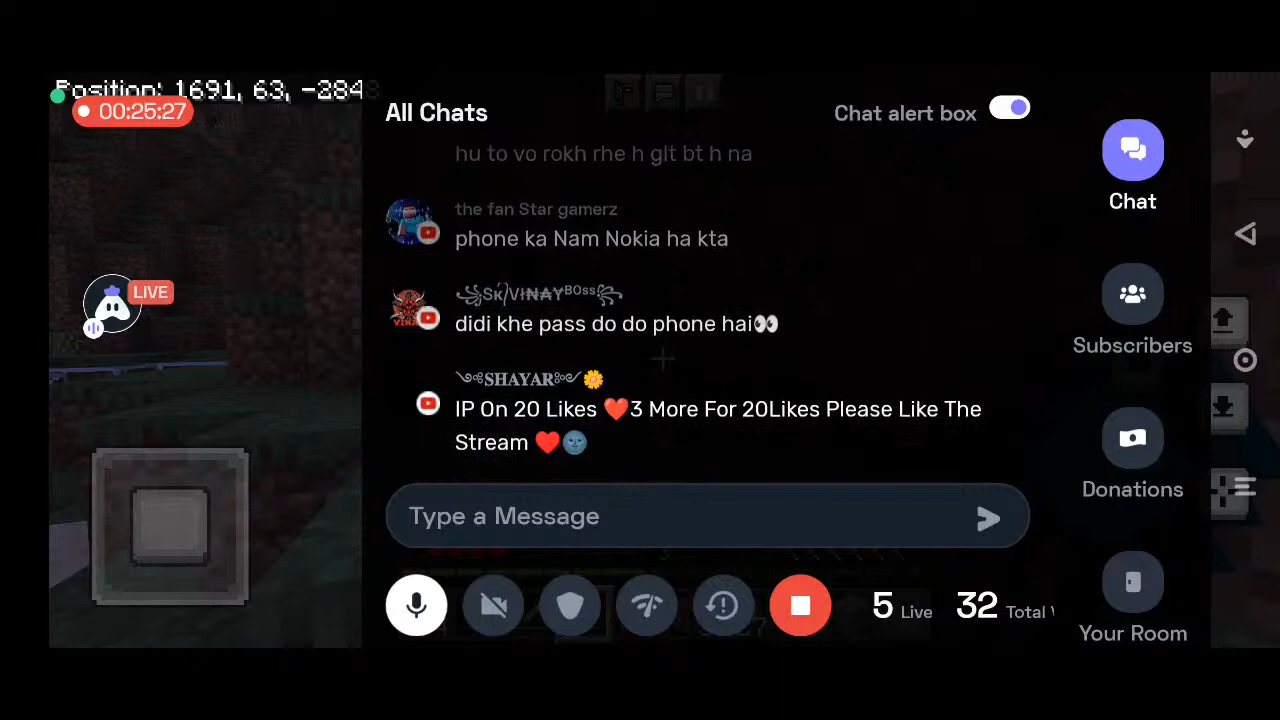 Position: 1691, 63, -2848
00:25:27
All Chats
Chat alert box
hu to vo rokh rhe h glt bt h na
the fan Star gamerz
phone ka Nam Nokia ha kta
didi khe pass do do phone hai👀
LIVE
༺SHAYAR༻🌼
IP On 20 Likes ❤️3 More For 20Likes Please Like The
Stream ❤️🌚
Type a Message
5 Live 32 Total
Chat
Subscribers
Donations
Your Room